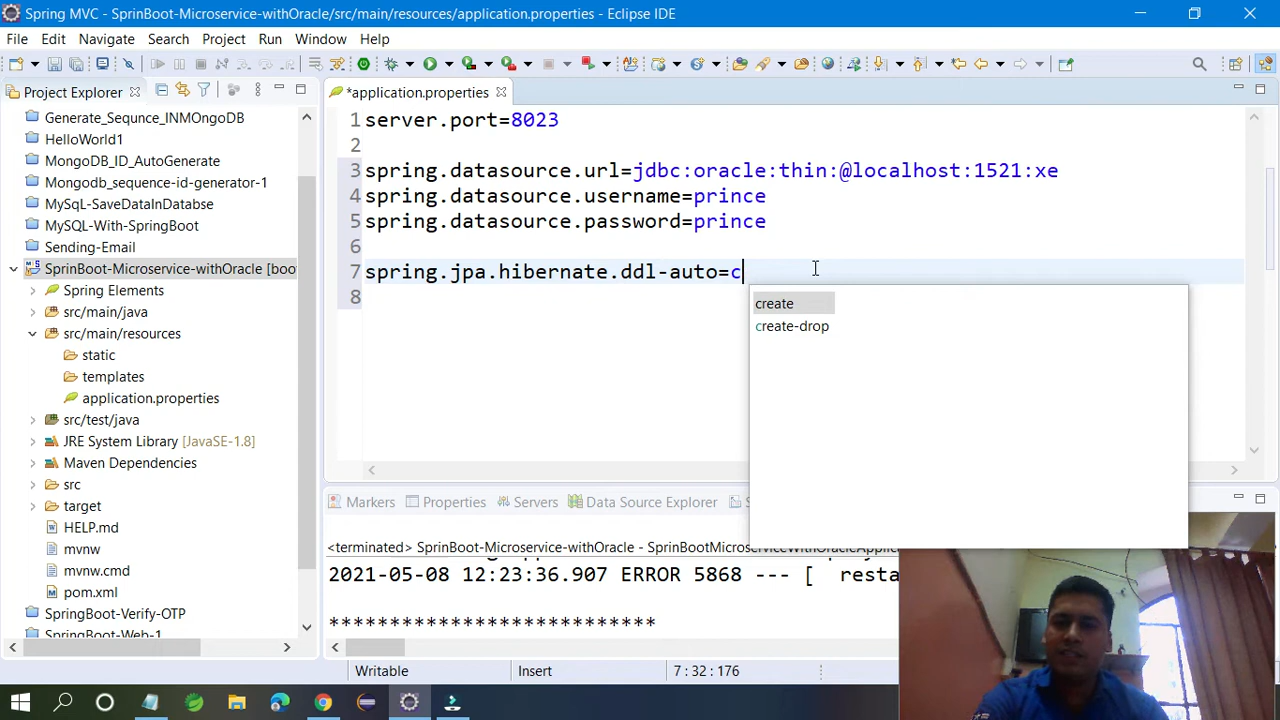 Spring MVC - SprinBoot-Microservice-withOracle/src/main/resources/application.properties - Eclipse IDE
File Edit Navigate Search Project Run Window Help
Project Explorer
Generate_Sequnce_INMOngoDB
HelloWorld1
MongoDB_ID_AutoGenerate
Mongodb_sequence-id-generator-1
MySqL-SaveDataInDatabse
MySQL-With-SpringBoot
Sending-Email
SprinBoot-Microservice-withOracle [boo
Spring Elements
src/main/java
src/main/resources
static
templates
application.properties
src/test/java
JRE System Library [JavaSE-1.8]
Maven Dependencies
src
target
HELP.md
mvnw
mvnw.cmd
pom.xml
SpringBoot-Verify-OTP
SpringBoot-Web-1
*application.properties
1 server.port=8023
2
3 spring.datasource.url=jdbc:oracle:thin:@localhost:1521:xe
4 spring.datasource.username=prince
5 spring.datasource.password=prince
6
7 spring.jpa.hibernate.ddl-auto=c
8
create
create-drop
Markers Properties Servers Data Source Explorer S
<terminated> SprinBoot-Microservice-withOracle - SprinBootMicroserviceWithOracleApplic
2021-05-08 12:23:36.907 ERROR 5868 --- [ resta
***************************
Writable Insert 7 : 32 : 176